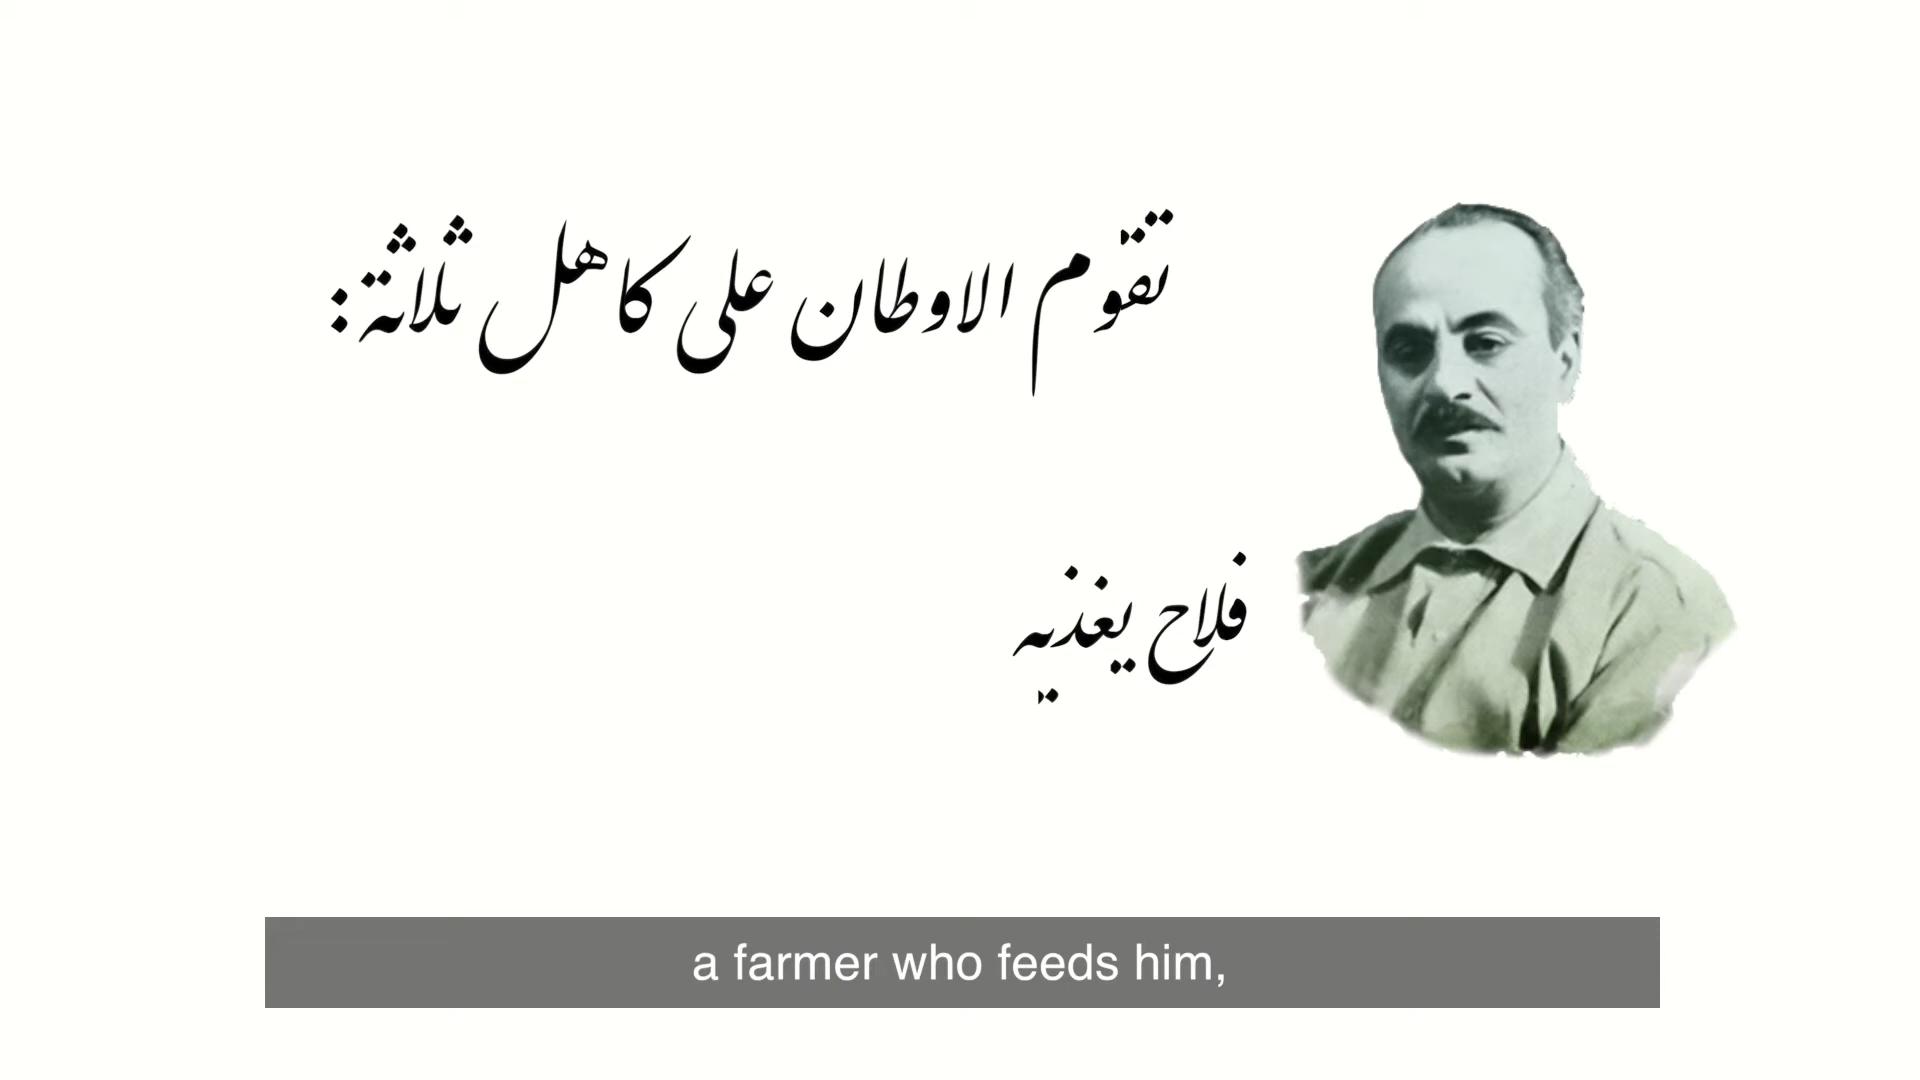 تقوم الاوطان على كاهل ثلاثة:
فلاح يغذيه
a farmer who feeds him,